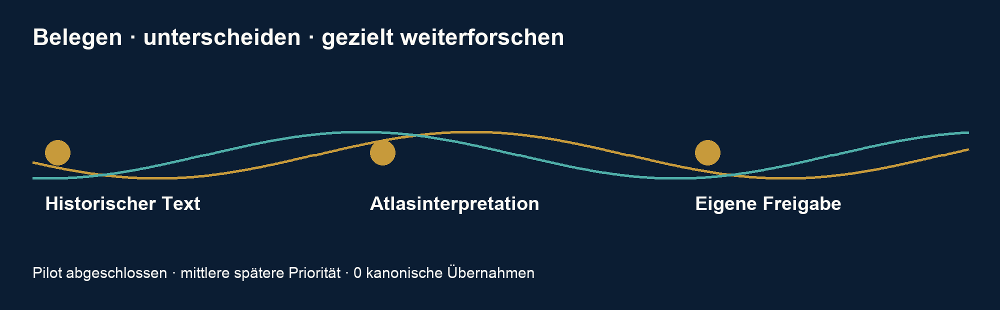 Belegen · unterscheiden · gezielt weiterforschen
Historischer Text
Atlasinterpretation
Eigene Freigabe
Pilot abgeschlossen · mittlere spätere Priorität · 0 kanonische Übernahmen